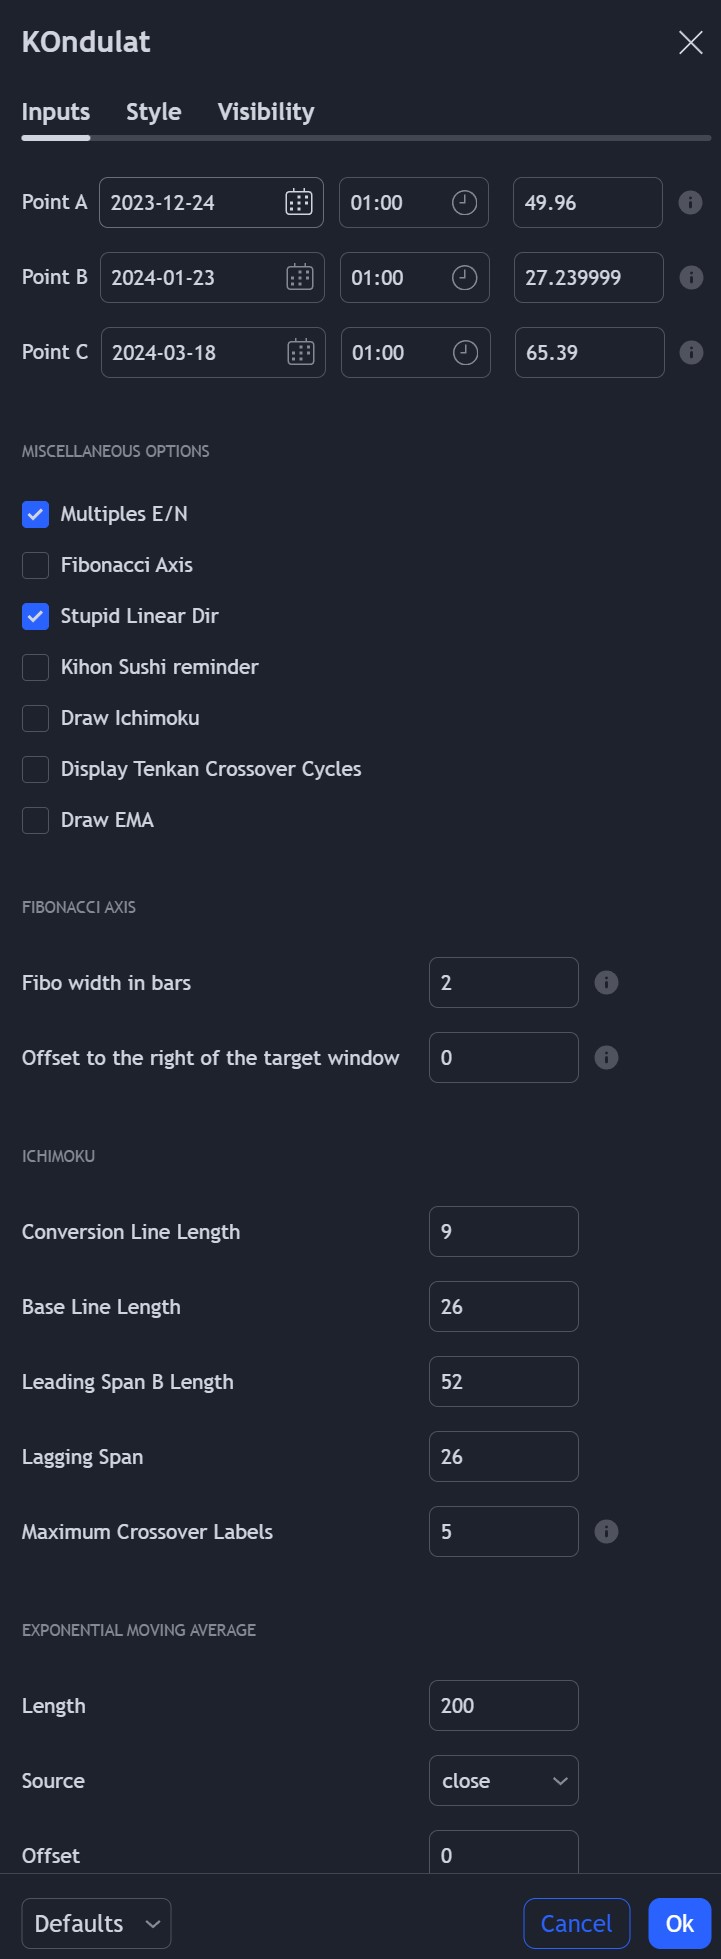 KOndulat
Inputs Style Visibility
Point A 2023-12-24 01:00 49.96
Point B 2024-01-23 01:00 27.239999
Point C 2024-03-18 01:00 65.39
MISCELLANEOUS OPTIONS
Multiples E/N
Fibonacci Axis
Stupid Linear Dir
Kihon Sushi reminder
Draw Ichimoku
Display Tenkan Crossover Cycles
Draw EMA
FIBONACCI AXIS
Fibo width in bars 2
Offset to the right of the target window 0
ICHIMOKU
Conversion Line Length 9
Base Line Length 26
Leading Span B Length 52
Lagging Span 26
Maximum Crossover Labels 5
EXPONENTIAL MOVING AVERAGE
Length 200
Source close
Offset 0
Defaults Cancel Ok